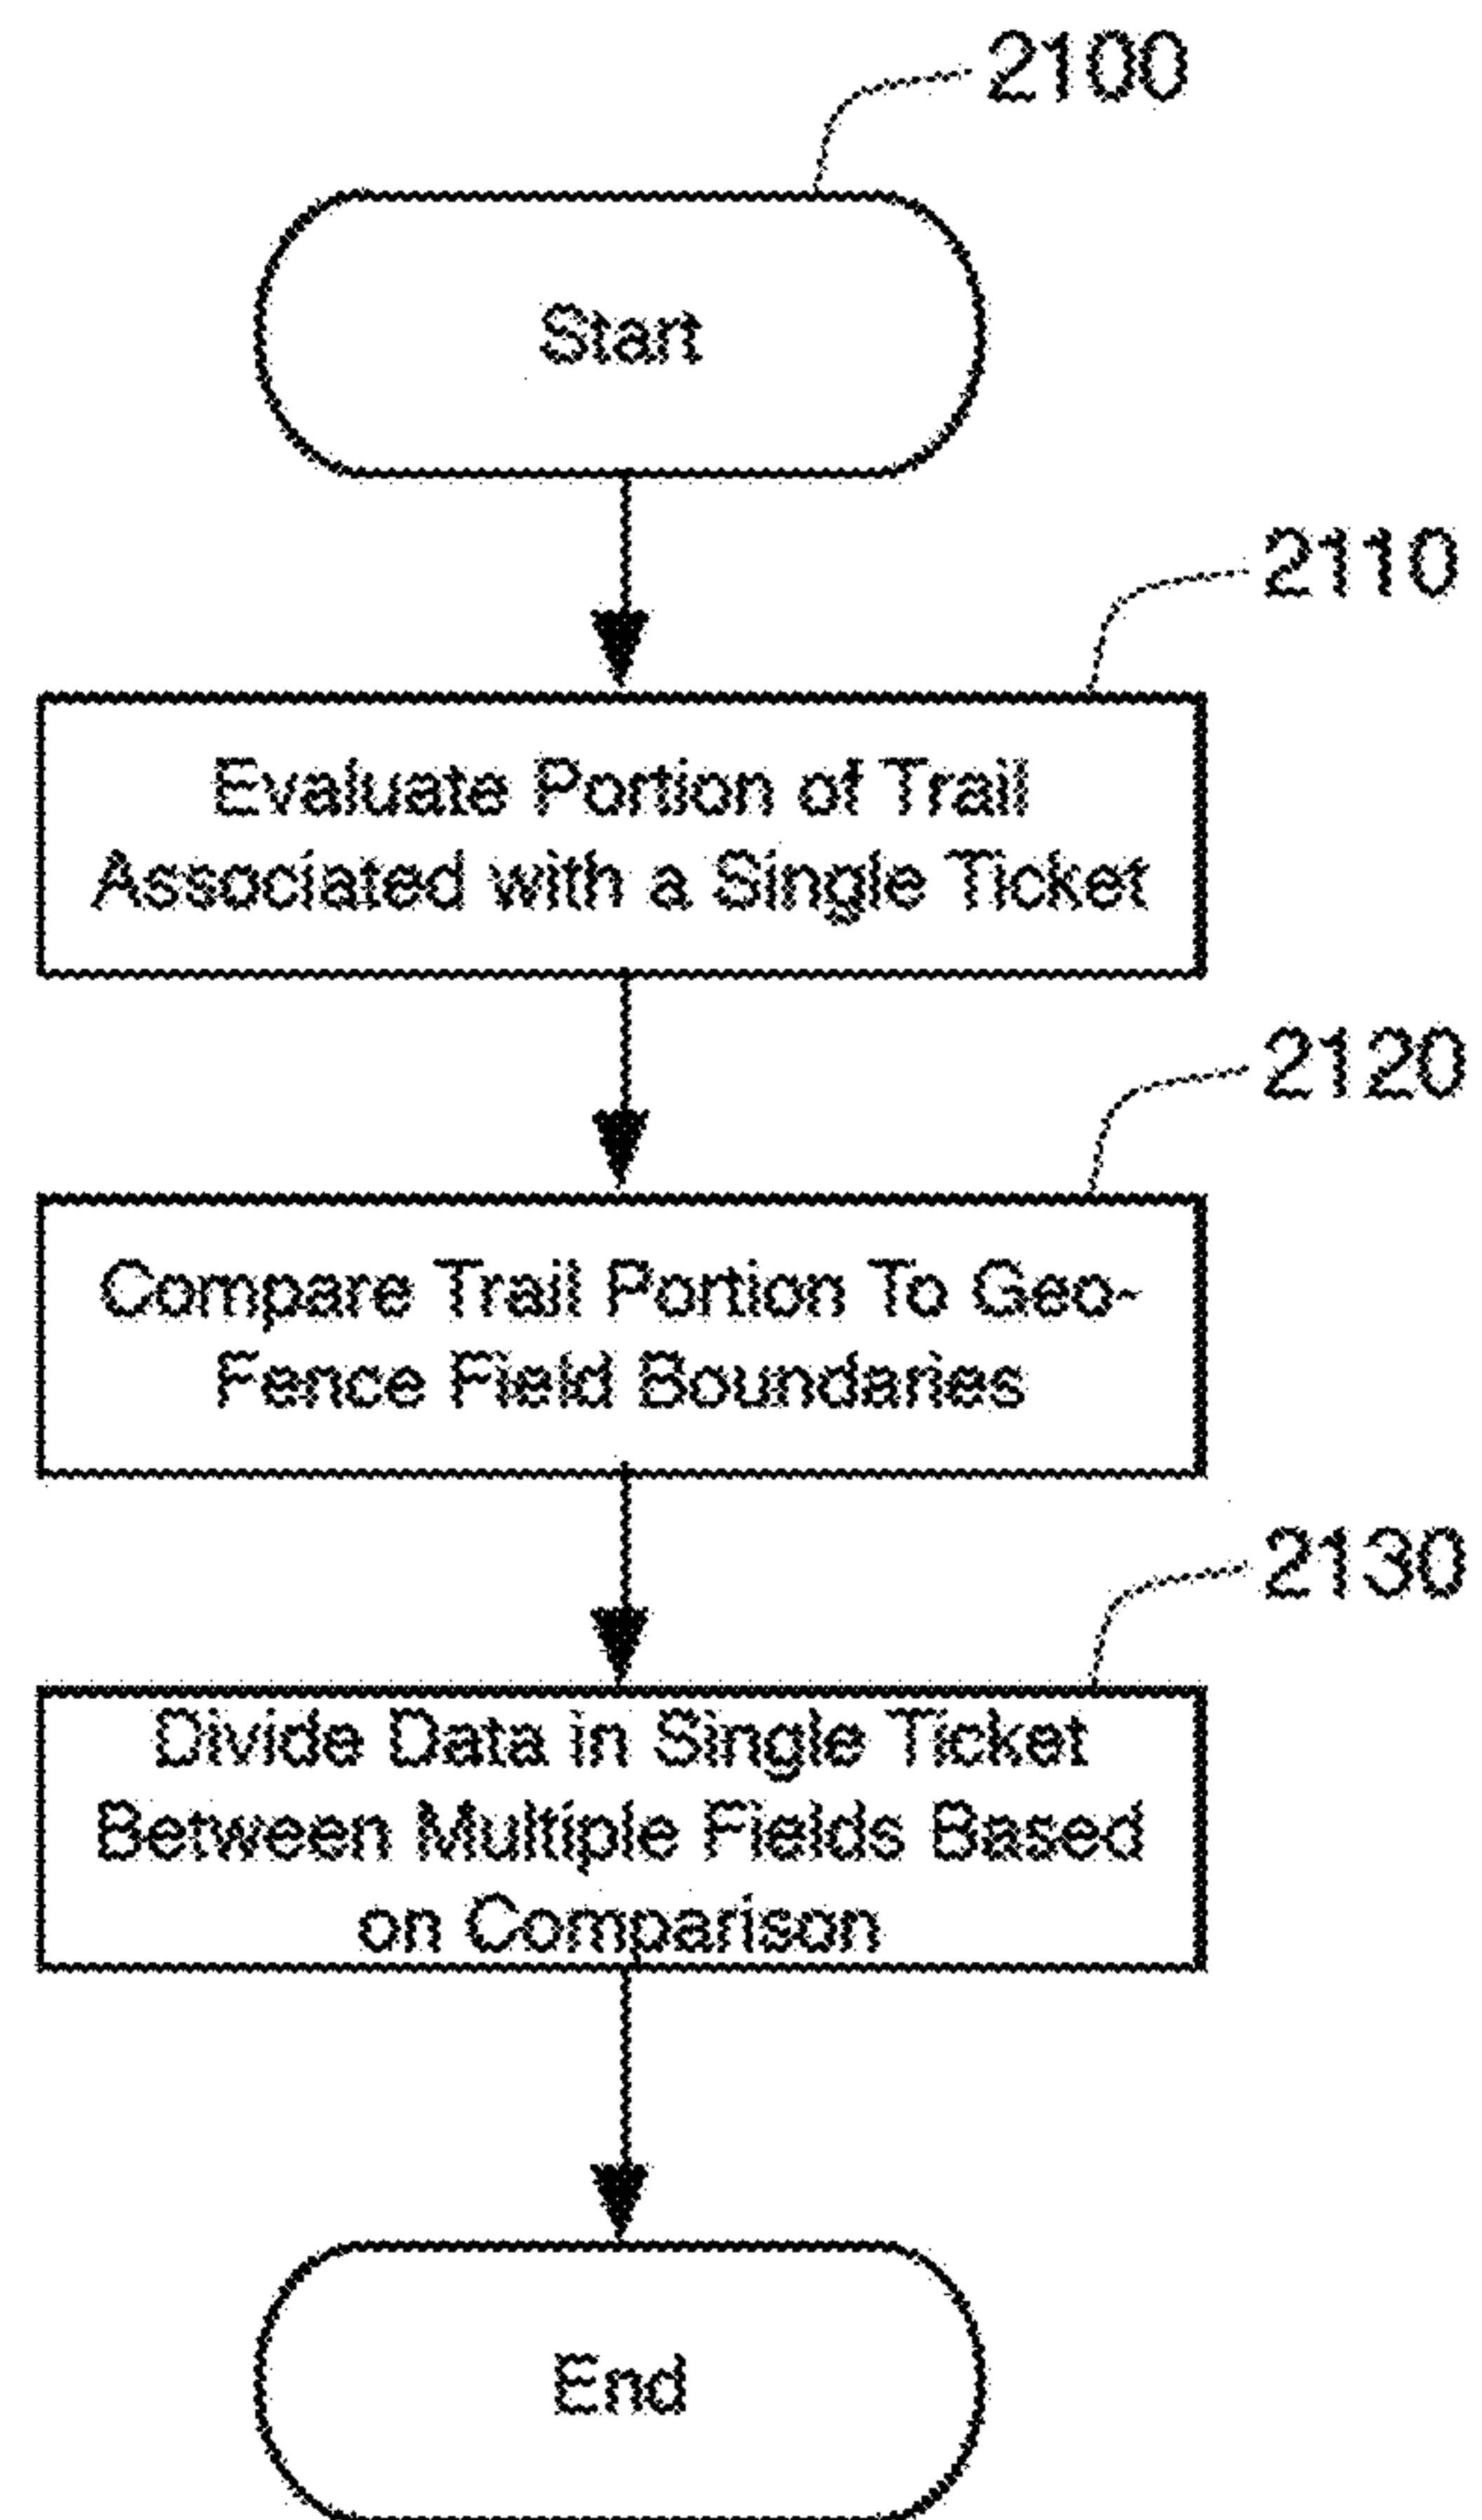 2100
Start
2110
Evaluate Portion of Trail
Associated with a Single Ticket
2120
Compare Trail Portion To Geo-
Fence Field Boundaries
2130
Divide Data in Single Ticket
Between Multiple Fields Based
on Comparison
End